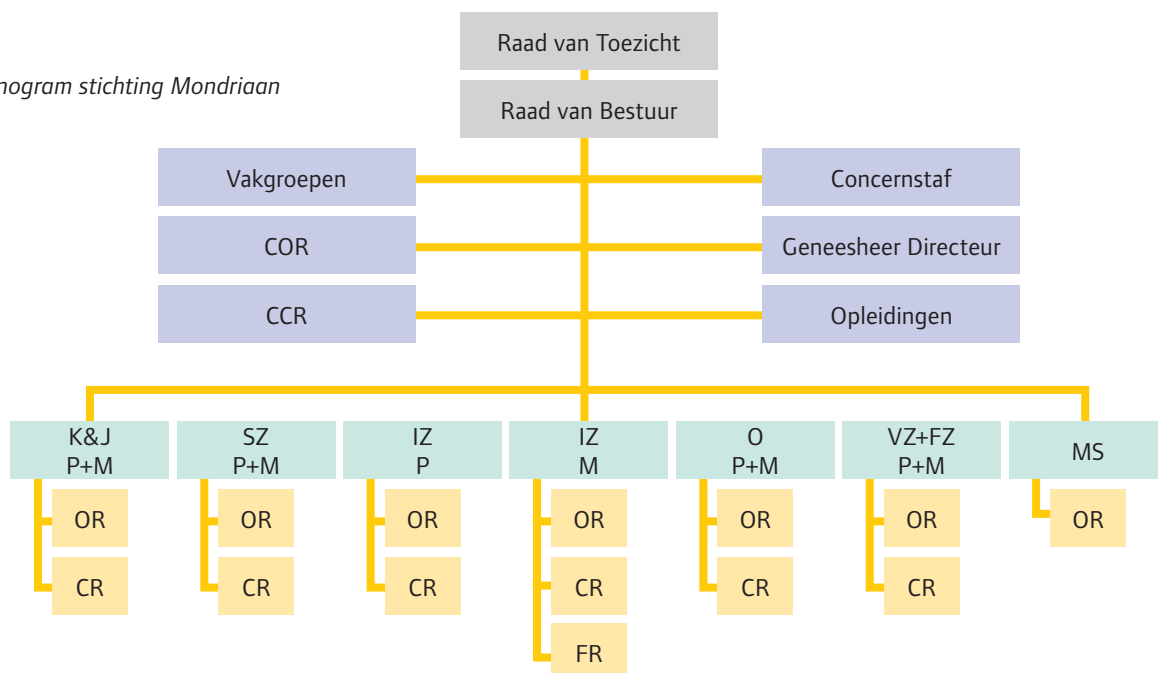 Raad van Toezicht
nogram stichting Mondriaan
Raad van Bestuur
Vakgroepen
Concernstaf
COR
Geneesheer Directeur
CCR
Opleidingen
K&J
P+M
SZ
P+M
IZ
P
IZ
M
O
P+M
VZ+FZ
P+M
MS
OR
OR
OR
OR
OR
OR
OR
CR
CR
CR
CR
CR
CR
FR